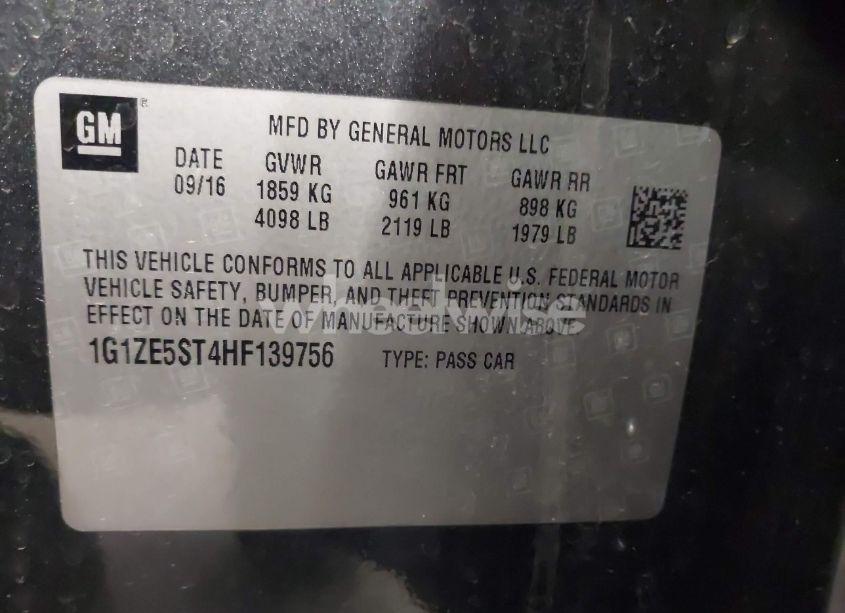 GM®
MFD BY GENERAL MOTORS LLC
DATE GVWR GAWR FRT GAWR RR
09/16 1859 KG 961 KG 898 KG
4098 LB 2119 LB 1979 LB
THIS VEHICLE CONFORMS TO ALL APPLICABLE U.S. FEDERAL MOTOR
VEHICLE SAFETY, BUMPER, AND THEFT PREVENTION STANDARDS IN
EFFECT ON THE DATE OF MANUFACTURE SHOWN ABOVE
wheelwise
1G1ZE5ST4HF139756 TYPE: PASS CAR